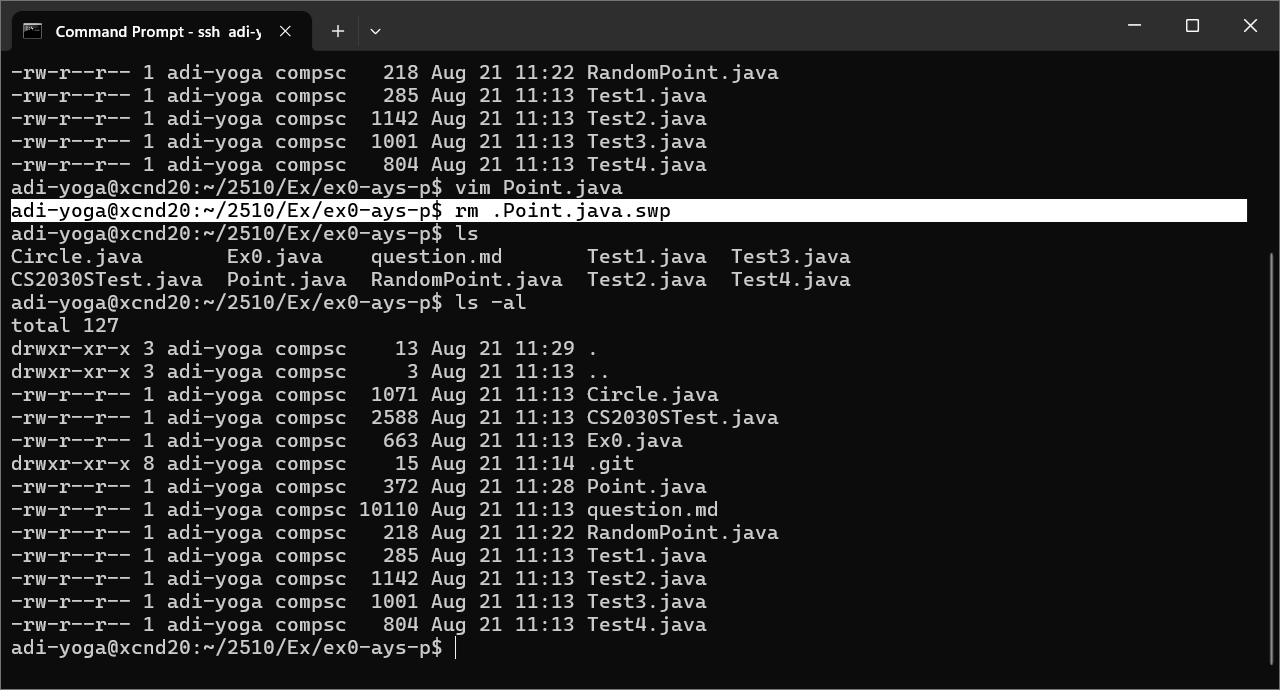 Command Prompt - ssh adi-y
-rw-r--r-- 1 adi-yoga compsc   218 Aug 21 11:22 RandomPoint.java
-rw-r--r-- 1 adi-yoga compsc   285 Aug 21 11:13 Test1.java
-rw-r--r-- 1 adi-yoga compsc  1142 Aug 21 11:13 Test2.java
-rw-r--r-- 1 adi-yoga compsc  1001 Aug 21 11:13 Test3.java
-rw-r--r-- 1 adi-yoga compsc   804 Aug 21 11:13 Test4.java
adi-yoga@xcnd20:~/2510/Ex/ex0-ays-p$ vim Point.java
adi-yoga@xcnd20:~/2510/Ex/ex0-ays-p$ rm .Point.java.swp
adi-yoga@xcnd20:~/2510/Ex/ex0-ays-p$ ls
Circle.java       Ex0.java    question.md       Test1.java  Test3.java
CS2030STest.java  Point.java  RandomPoint.java  Test2.java  Test4.java
adi-yoga@xcnd20:~/2510/Ex/ex0-ays-p$ ls -al
total 127
drwxr-xr-x 3 adi-yoga compsc    13 Aug 21 11:29 .
drwxr-xr-x 3 adi-yoga compsc     3 Aug 21 11:13 ..
-rw-r--r-- 1 adi-yoga compsc  1071 Aug 21 11:13 Circle.java
-rw-r--r-- 1 adi-yoga compsc  2588 Aug 21 11:13 CS2030STest.java
-rw-r--r-- 1 adi-yoga compsc   663 Aug 21 11:13 Ex0.java
drwxr-xr-x 8 adi-yoga compsc    15 Aug 21 11:14 .git
-rw-r--r-- 1 adi-yoga compsc   372 Aug 21 11:28 Point.java
-rw-r--r-- 1 adi-yoga compsc 10110 Aug 21 11:13 question.md
-rw-r--r-- 1 adi-yoga compsc   218 Aug 21 11:22 RandomPoint.java
-rw-r--r-- 1 adi-yoga compsc   285 Aug 21 11:13 Test1.java
-rw-r--r-- 1 adi-yoga compsc  1142 Aug 21 11:13 Test2.java
-rw-r--r-- 1 adi-yoga compsc  1001 Aug 21 11:13 Test3.java
-rw-r--r-- 1 adi-yoga compsc   804 Aug 21 11:13 Test4.java
adi-yoga@xcnd20:~/2510/Ex/ex0-ays-p$